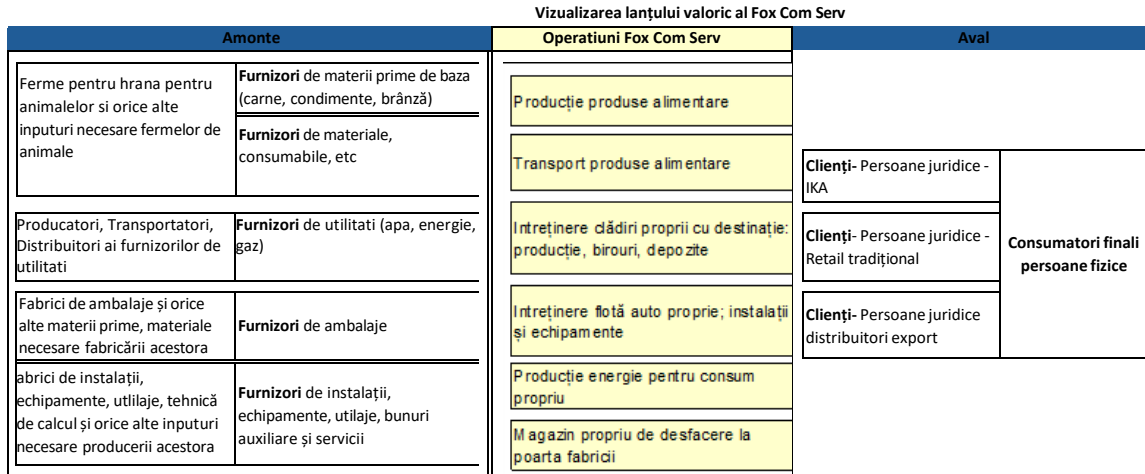 Vizualizarea lanțului valoric al Fox Com Serv
Amonte
Operatiuni Fox Com Serv
Aval
Ferme pentru hrana pentru
animalelor si orice alte
inputuri necesare fermelor de
animale
Furnizori de materii prime de baza
(carne, condimente, brânză)
Furnizori de materiale,
consumabile, etc
Producatori, Transportatori,
Distribuitori ai furnizorilor de
utilitati
Furnizori de utilitati (apa, energie,
gaz)
Fabrici de ambalaje și orice
alte materii prime, materiale
necesare fabricării acestora
Furnizori de ambalaje
abrici de instalații,
echipamente, utlilaje, tehnică
de calcul și orice alte inputuri
necesare producerii acestora
Furnizori de instalații,
echipamente, utilaje, bunuri
auxiliare și servicii
Producție produse alimentare
Transport produse alimentare
Intreținere clădiri proprii cu destinație:
producție, birouri, depozite
Intreținere flotă auto proprie; instalații
și echipamente
Producție energie pentru consum
propriu
Magazin propriu de desfacere la
poarta fabricii
Clienți- Persoane juridice -
IKA
Clienți- Persoane juridice -
Retail tradițional
Clienți- Persoane juridice
distribuitori export
Consumatori finali
persoane fizice